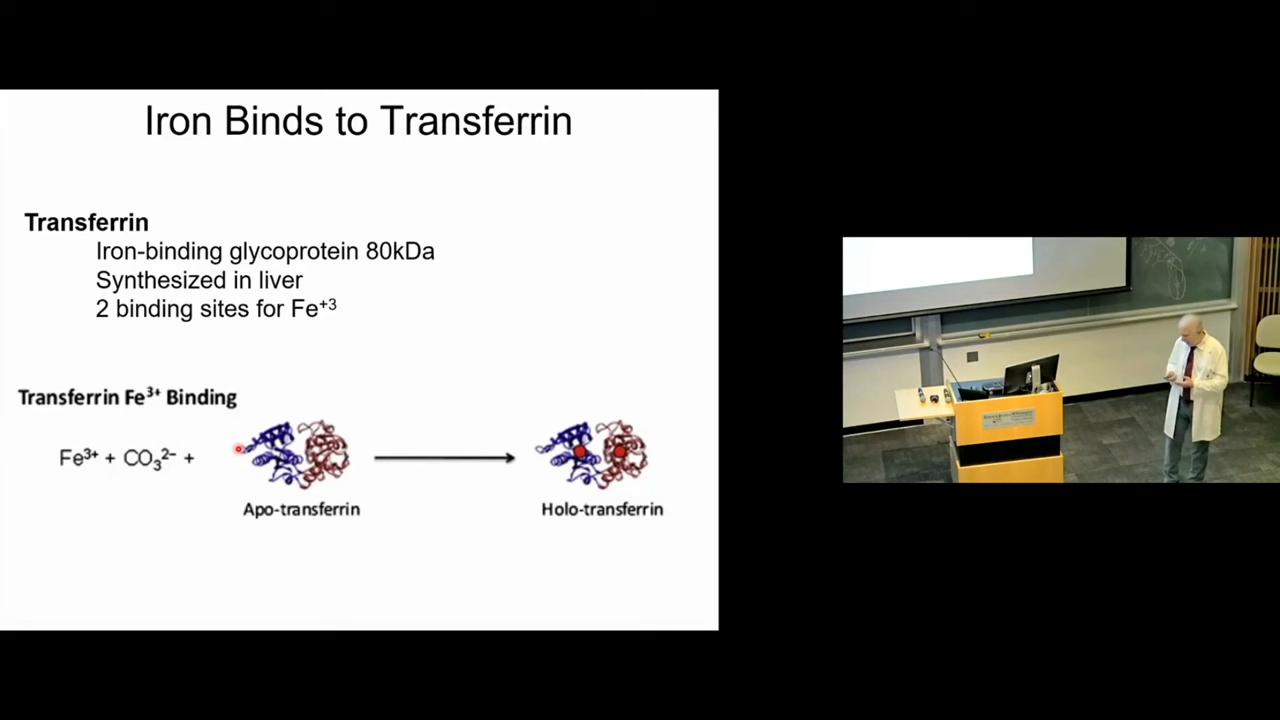 Iron Binds to Transferrin
Transferrin
Iron-binding glycoprotein 80kDa
Synthesized in liver
2 binding sites for Fe⁺³
Transferrin Fe³⁺ Binding
Fe³⁺ + CO₃²⁻ +
Apo-transferrin
Holo-transferrin